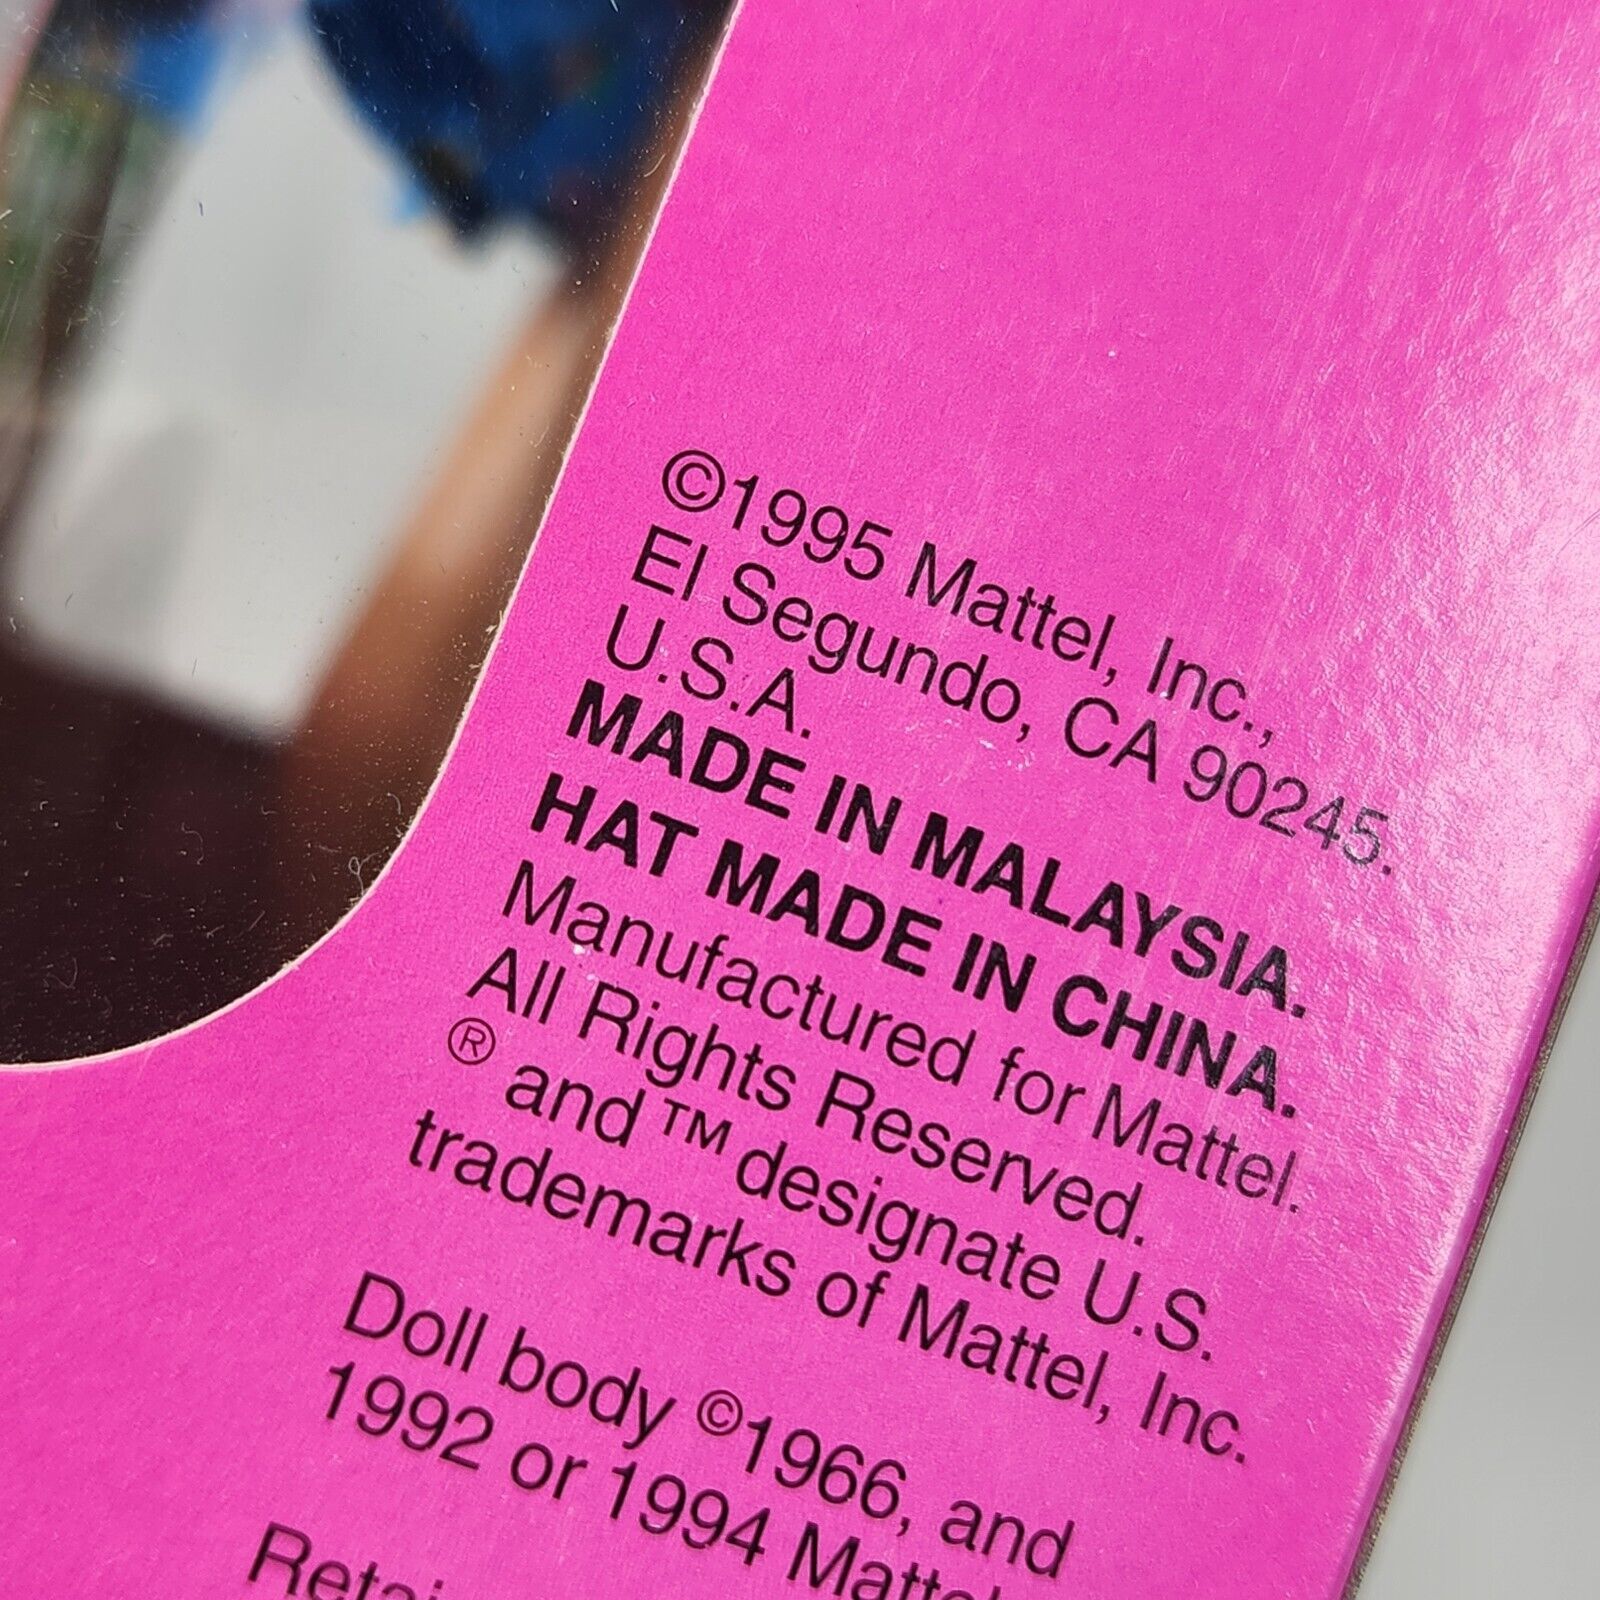 ©1995 Mattel, Inc.,
El Segundo, CA 90245.
U.S.A.
MADE IN MALAYSIA.
HAT MADE IN CHINA.
Manufactured for Mattel.
All Rights Reserved.
® and ™ designate U.S.
trademarks of Mattel, Inc.
Doll body ©1966, and
1992 or 1994 Mattel